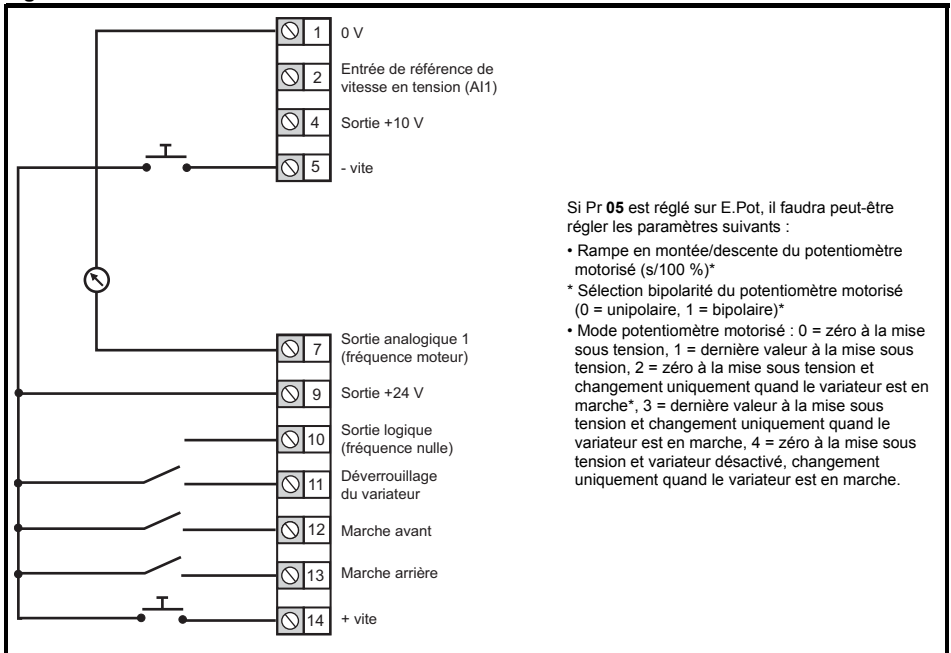 1 0 V
2 Entrée de référence de
vitesse en tension (AI1)
4 Sortie +10 V
5 - vite
7 Sortie analogique 1
(fréquence moteur)
9 Sortie +24 V
10 Sortie logique
(fréquence nulle)
11 Déverrouillage
du variateur
12 Marche avant
13 Marche arrière
14 + vite
Si Pr 05 est réglé sur E.Pot, il faudra peut-être
régler les paramètres suivants :
• Rampe en montée/descente du potentiomètre
motorisé (s/100 %)*
* Sélection bipolarité du potentiomètre motorisé
(0 = unipolaire, 1 = bipolaire)*
• Mode potentiomètre motorisé : 0 = zéro à la mise
sous tension, 1 = dernière valeur à la mise sous
tension, 2 = zéro à la mise sous tension et
changement uniquement quand le variateur est en
marche*, 3 = dernière valeur à la mise sous
tension et changement uniquement quand le
variateur est en marche, 4 = zéro à la mise sous
tension et variateur désactivé, changement
uniquement quand le variateur est en marche.